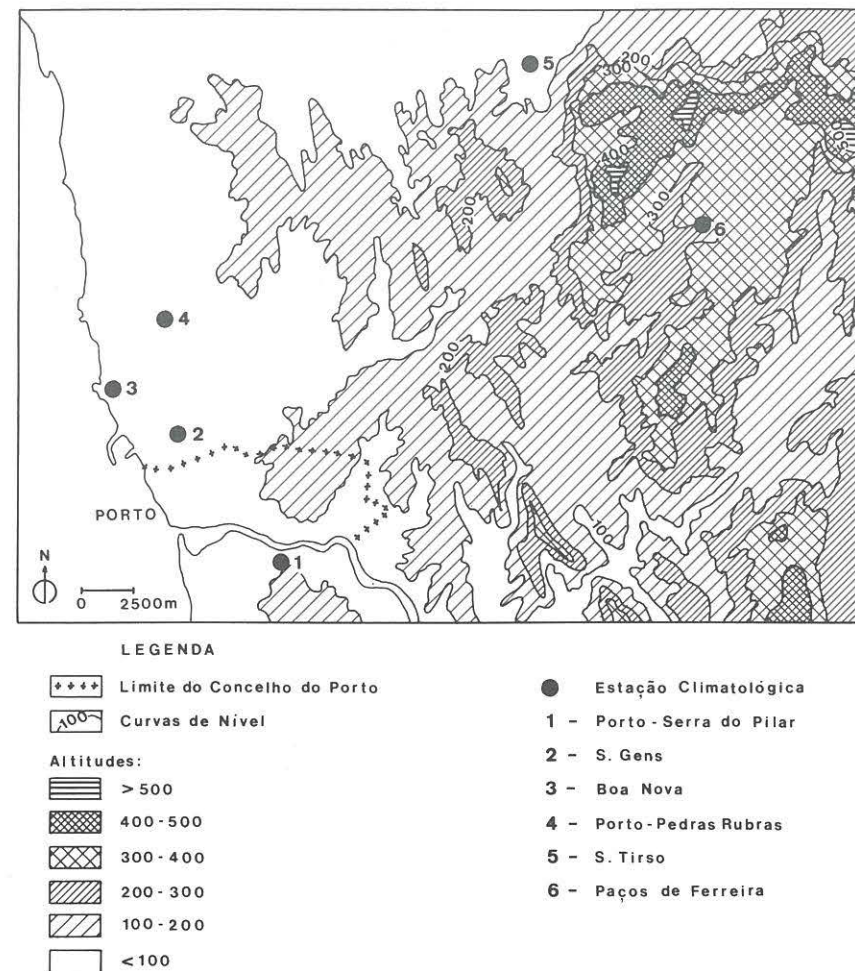 5
200
300
400
500
300
6
200
4
200
3
2
PORTO
100
1
N
0 2500m
LEGENDA
Limite do Concelho do Porto
100 Curvas de Nível
Altitudes:
> 500
400-500
300-400
200-300
100-200
< 100
Estação Climatológica
1 - Porto-Serra do Pilar
2 - S. Gens
3 - Boa Nova
4 - Porto-Pedras Rubras
5 - S. Tirso
6 - Paços de Ferreira